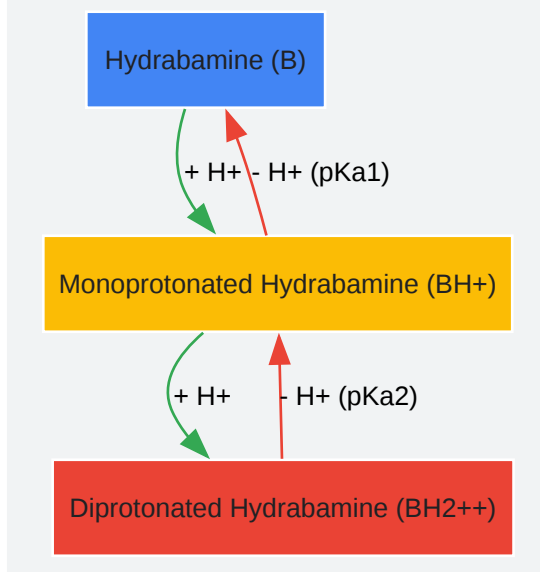 Hydrabamine (B)
+ H+ - H+ (pKa1)
Monoprotonated Hydrabamine (BH+)
+ H+ - H+ (pKa2)
Diprotonated Hydrabamine (BH2++)